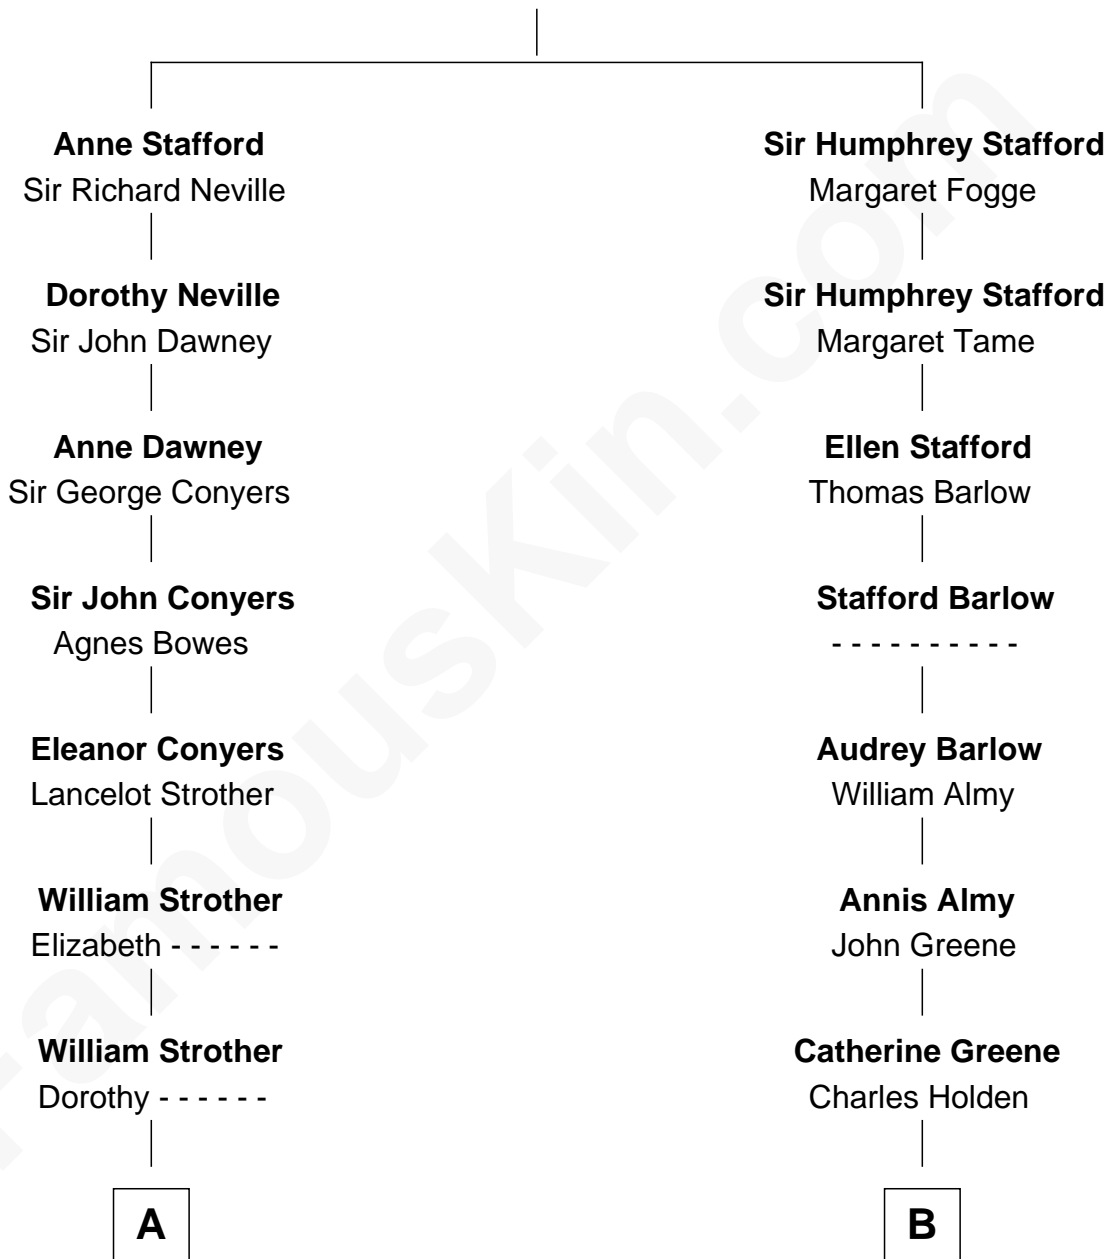 Anne Stafford
Sir Richard Neville
Dorothy Neville
Sir John Dawney
Anne Dawney
Sir George Conyers
Sir John Conyers
Agnes Bowes
Eleanor Conyers
Lancelot Strother
William Strother
Elizabeth - - - - - -
William Strother
Dorothy - - - - - -
A
Sir Humphrey Stafford
Margaret Fogge
Sir Humphrey Stafford
Margaret Tame
Ellen Stafford
Thomas Barlow
Stafford Barlow
- - - - - - - - - -
Audrey Barlow
William Almy
Annis Almy
John Greene
Catherine Greene
Charles Holden
B
FamousKin.com